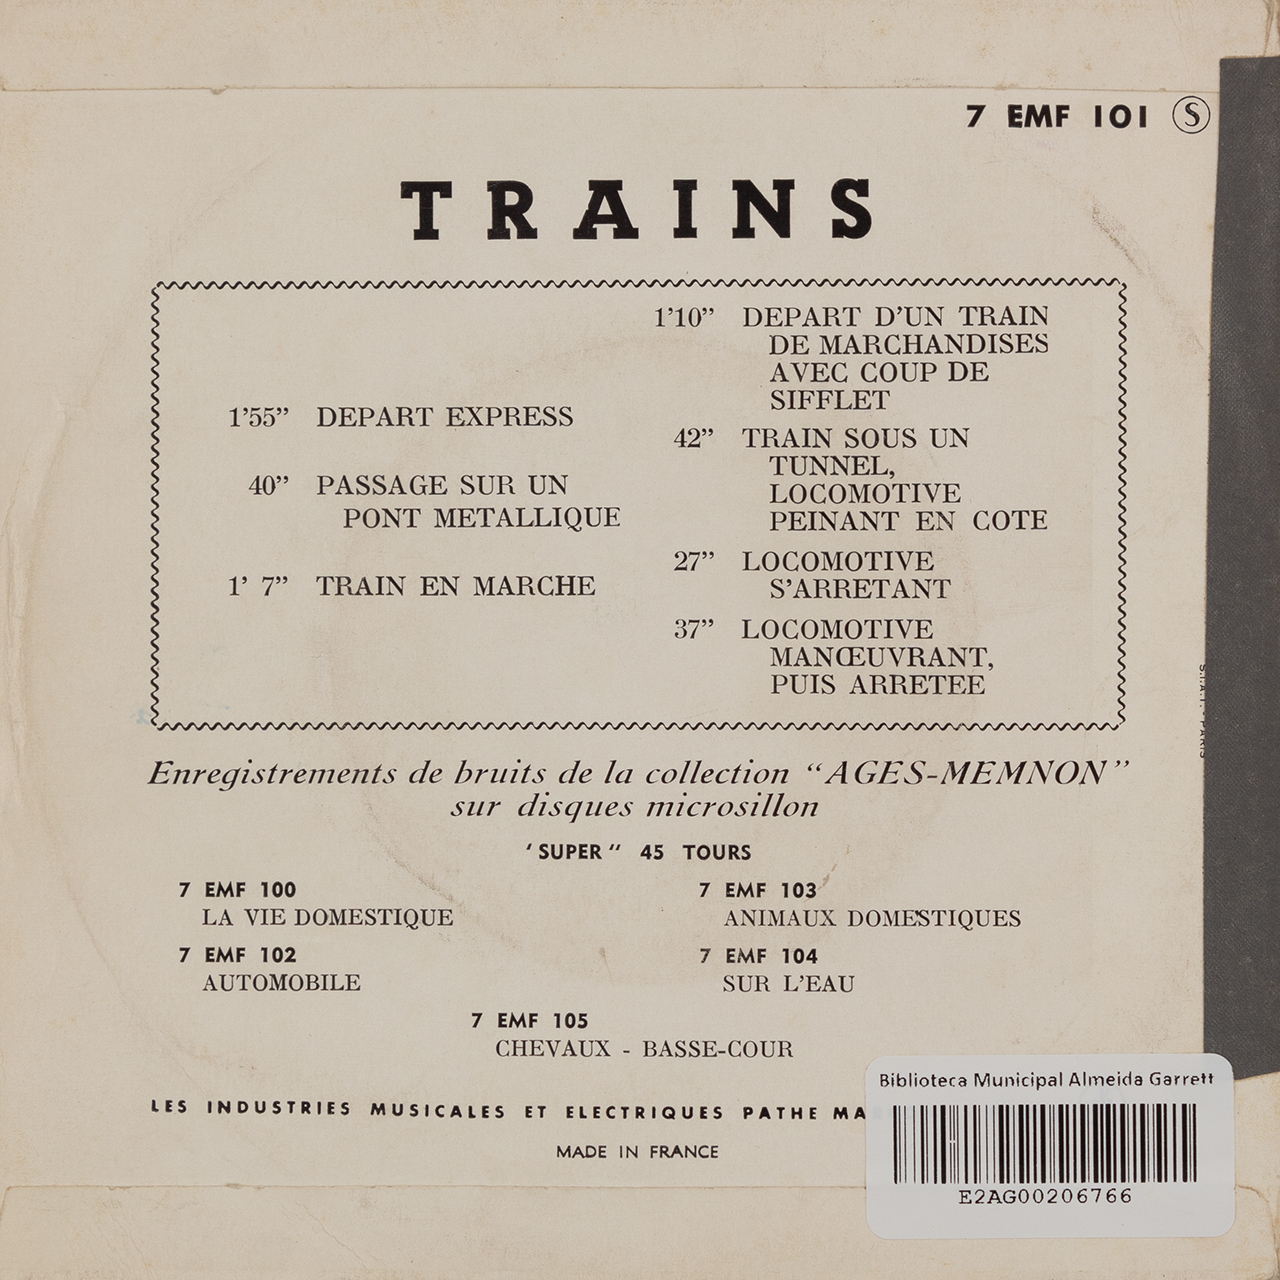 7 EMF 101 Ⓢ
TRAINS
1'55” DEPART EXPRESS
40” PASSAGE SUR UN
PONT METALLIQUE
1' 7” TRAIN EN MARCHE
1'10” DEPART D'UN TRAIN
DE MARCHANDISES
AVEC COUP DE
SIFFLET
42” TRAIN SOUS UN
TUNNEL,
LOCOMOTIVE
PEINANT EN COTE
27” LOCOMOTIVE
S'ARRETANT
37” LOCOMOTIVE
MANŒUVRANT,
PUIS ARRETEE
Enregistrements de bruits de la collection “AGES-MEMNON”
sur disques microsillon
'SUPER” 45 TOURS
7 EMF 100
LA VIE DOMESTIQUE
7 EMF 102
AUTOMOBILE
7 EMF 103
ANIMAUX DOMESTIQUES
7 EMF 104
SUR L'EAU
7 EMF 105
CHEVAUX - BASSE-COUR
LES INDUSTRIES MUSICALES ET ELECTRIQUES PATHE MA
MADE IN FRANCE
Biblioteca Municipal Almeida Garrett
E2AG00206766